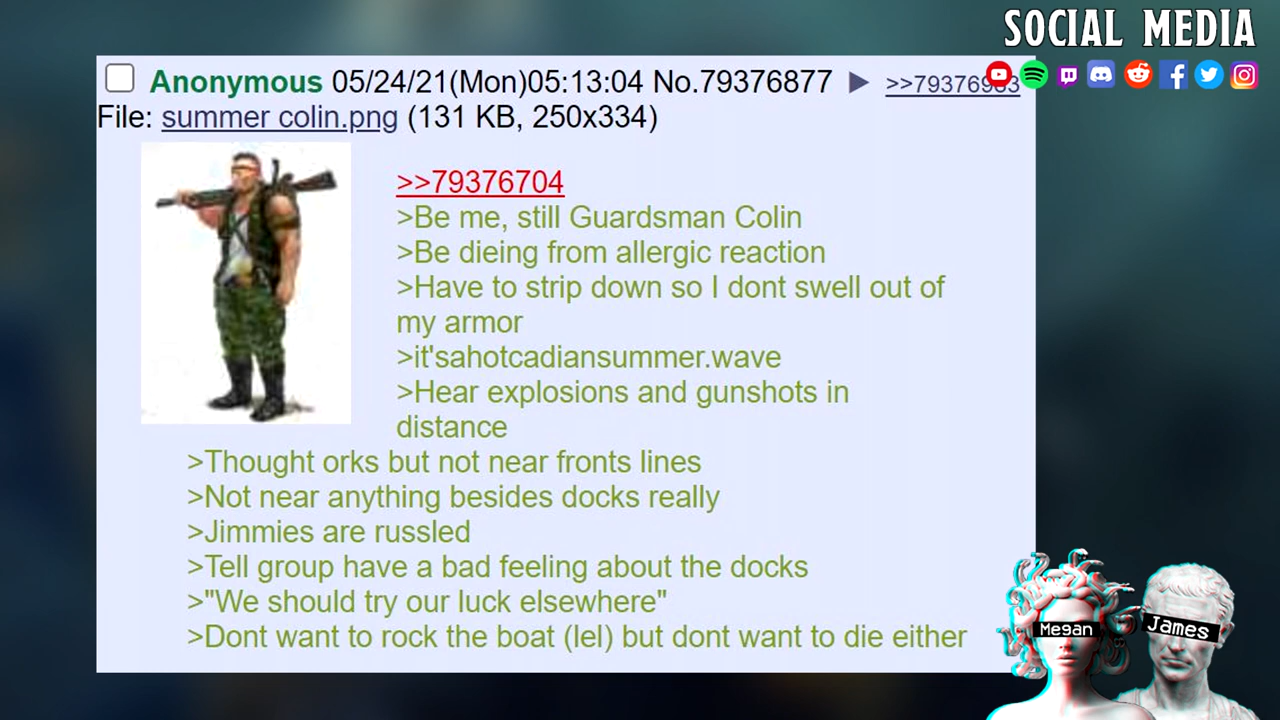 SOCIAL MEDIA
Anonymous 05/24/21(Mon)05:13:04 No.79376877 ▶ >>79376983
File: summer colin.png (131 KB, 250x334)
>>79376704
>Be me, still Guardsman Colin
>Be dieing from allergic reaction
>Have to strip down so I dont swell out of
my armor
>it'sahotcadiansummer.wave
>Hear explosions and gunshots in
distance
>Thought orks but not near fronts lines
>Not near anything besides docks really
>Jimmies are russled
>Tell group have a bad feeling about the docks
>"We should try our luck elsewhere"
>Dont want to rock the boat (lel) but dont want to die either
Megan
James